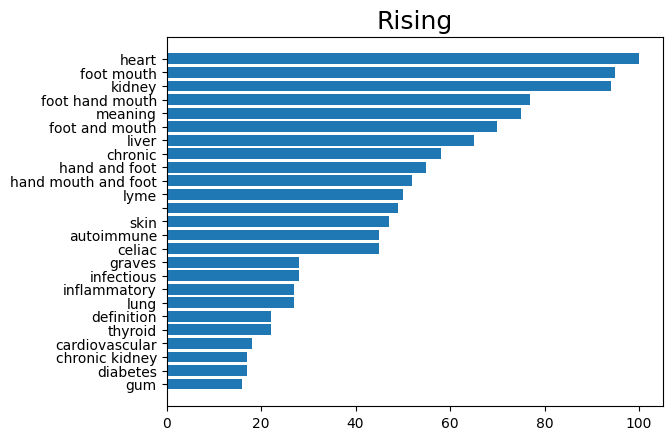 Rising
heart
foot mouth
kidney
foot hand mouth
meaning
foot and mouth
liver
chronic
hand and foot
hand mouth and foot
lyme
skin
autoimmune
celiac
graves
infectious
inflammatory
lung
definition
thyroid
cardiovascular
chronic kidney
diabetes
gum
0 20 40 60 80 100